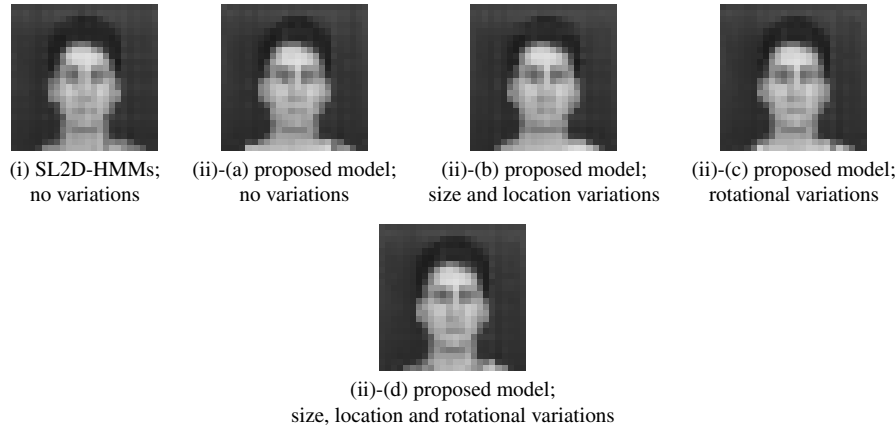 (i) SL2D-HMMs;
no variations
(ii)-(a) proposed model;
no variations
(ii)-(b) proposed model;
size and location variations
(ii)-(c) proposed model;
rotational variations
(ii)-(d) proposed model;
size, location and rotational variations